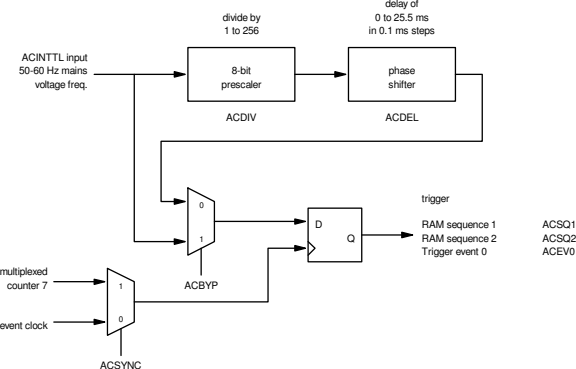 divide by
1 to 256
delay of
0 to 25.5 ms
in 0.1 ms steps
ACINTTL input
50-60 Hz mains
voltage freq.
8-bit
prescaler
phase
shifter
ACDIV
ACDEL
0
1
ACBYP
D
Q
trigger
RAM sequence 1 ACSQ1
RAM sequence 2 ACSQ2
Trigger event 0 ACEV0
multiplexed
counter 7
1
event clock
0
ACSYNC